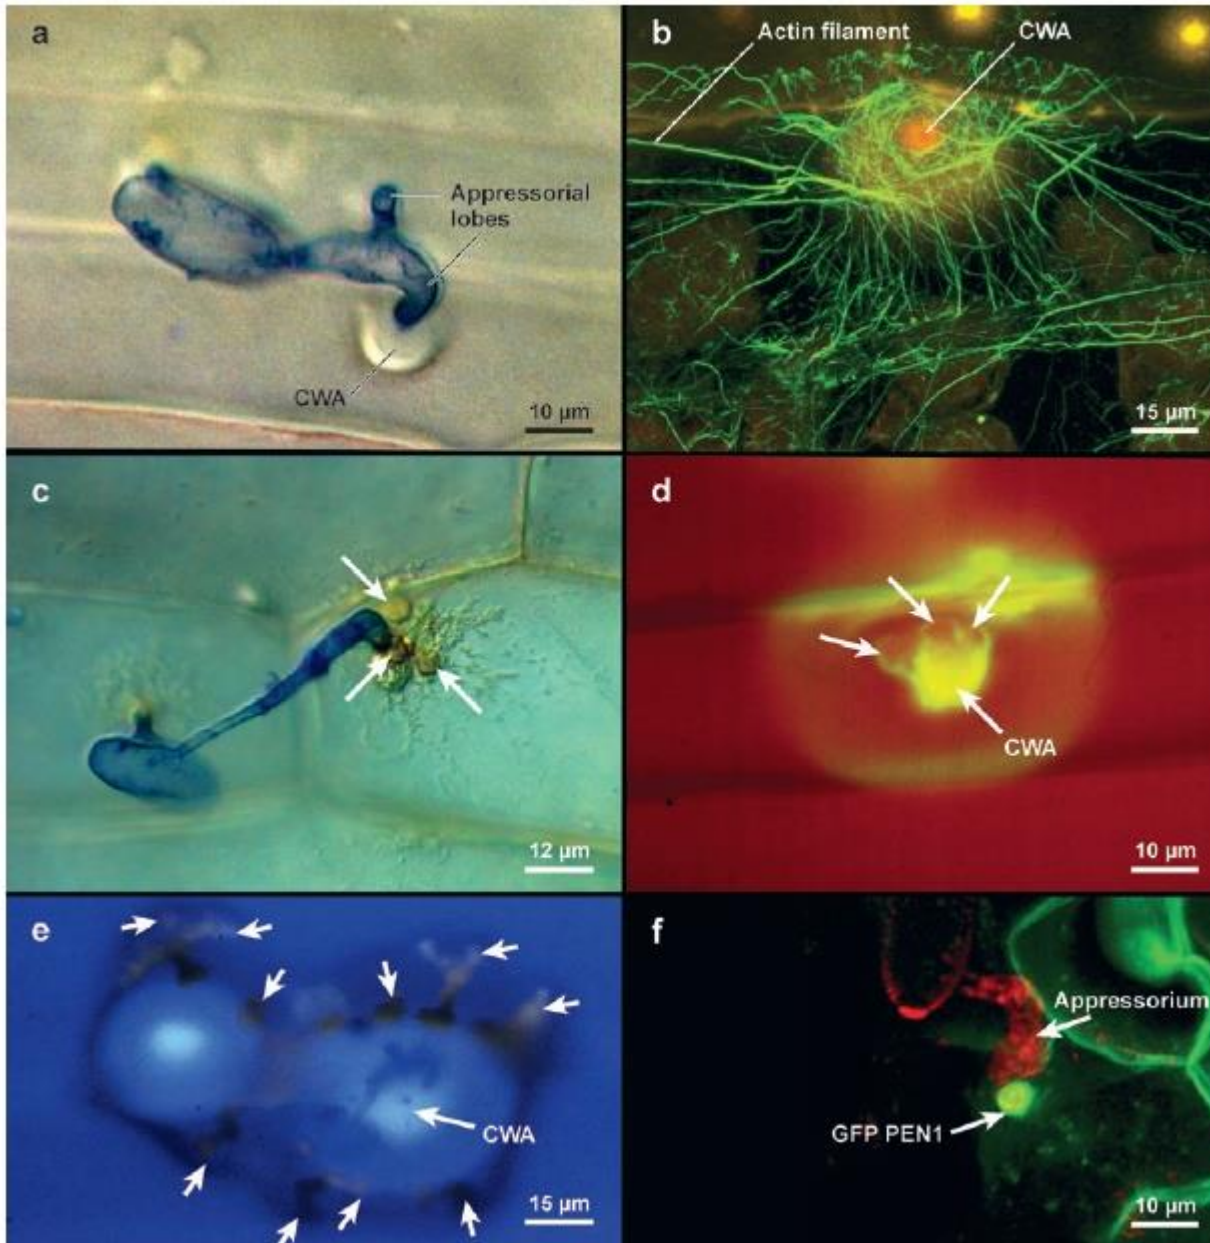 a
Appressorial
lobes
CWA
10 µm
b
Actin filament
CWA
15 µm
c
12 µm
d
CWA
10 µm
e
CWA
15 µm
f
Appressorium
GFP PEN1
10 µm